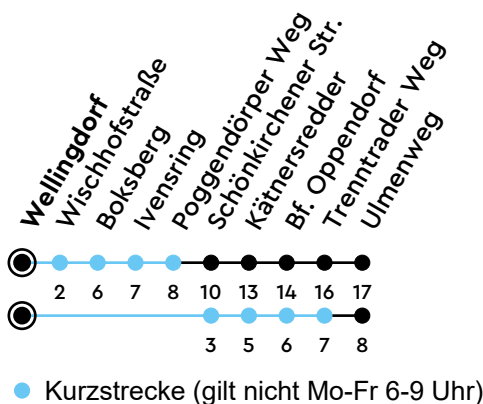 Wellingdorf
Wischhofstraße
Boksberg
Ivensring
Poggendörper Weg
Schönkirchener Str.
Kätnersredder
Bf. Oppendorf
Trenntrader Weg
Ulmenweg
2 6 7 8 10 13 14 16 17
3 5 6 7 8
Kurzstrecke (gilt nicht Mo-Fr 6-9 Uhr)